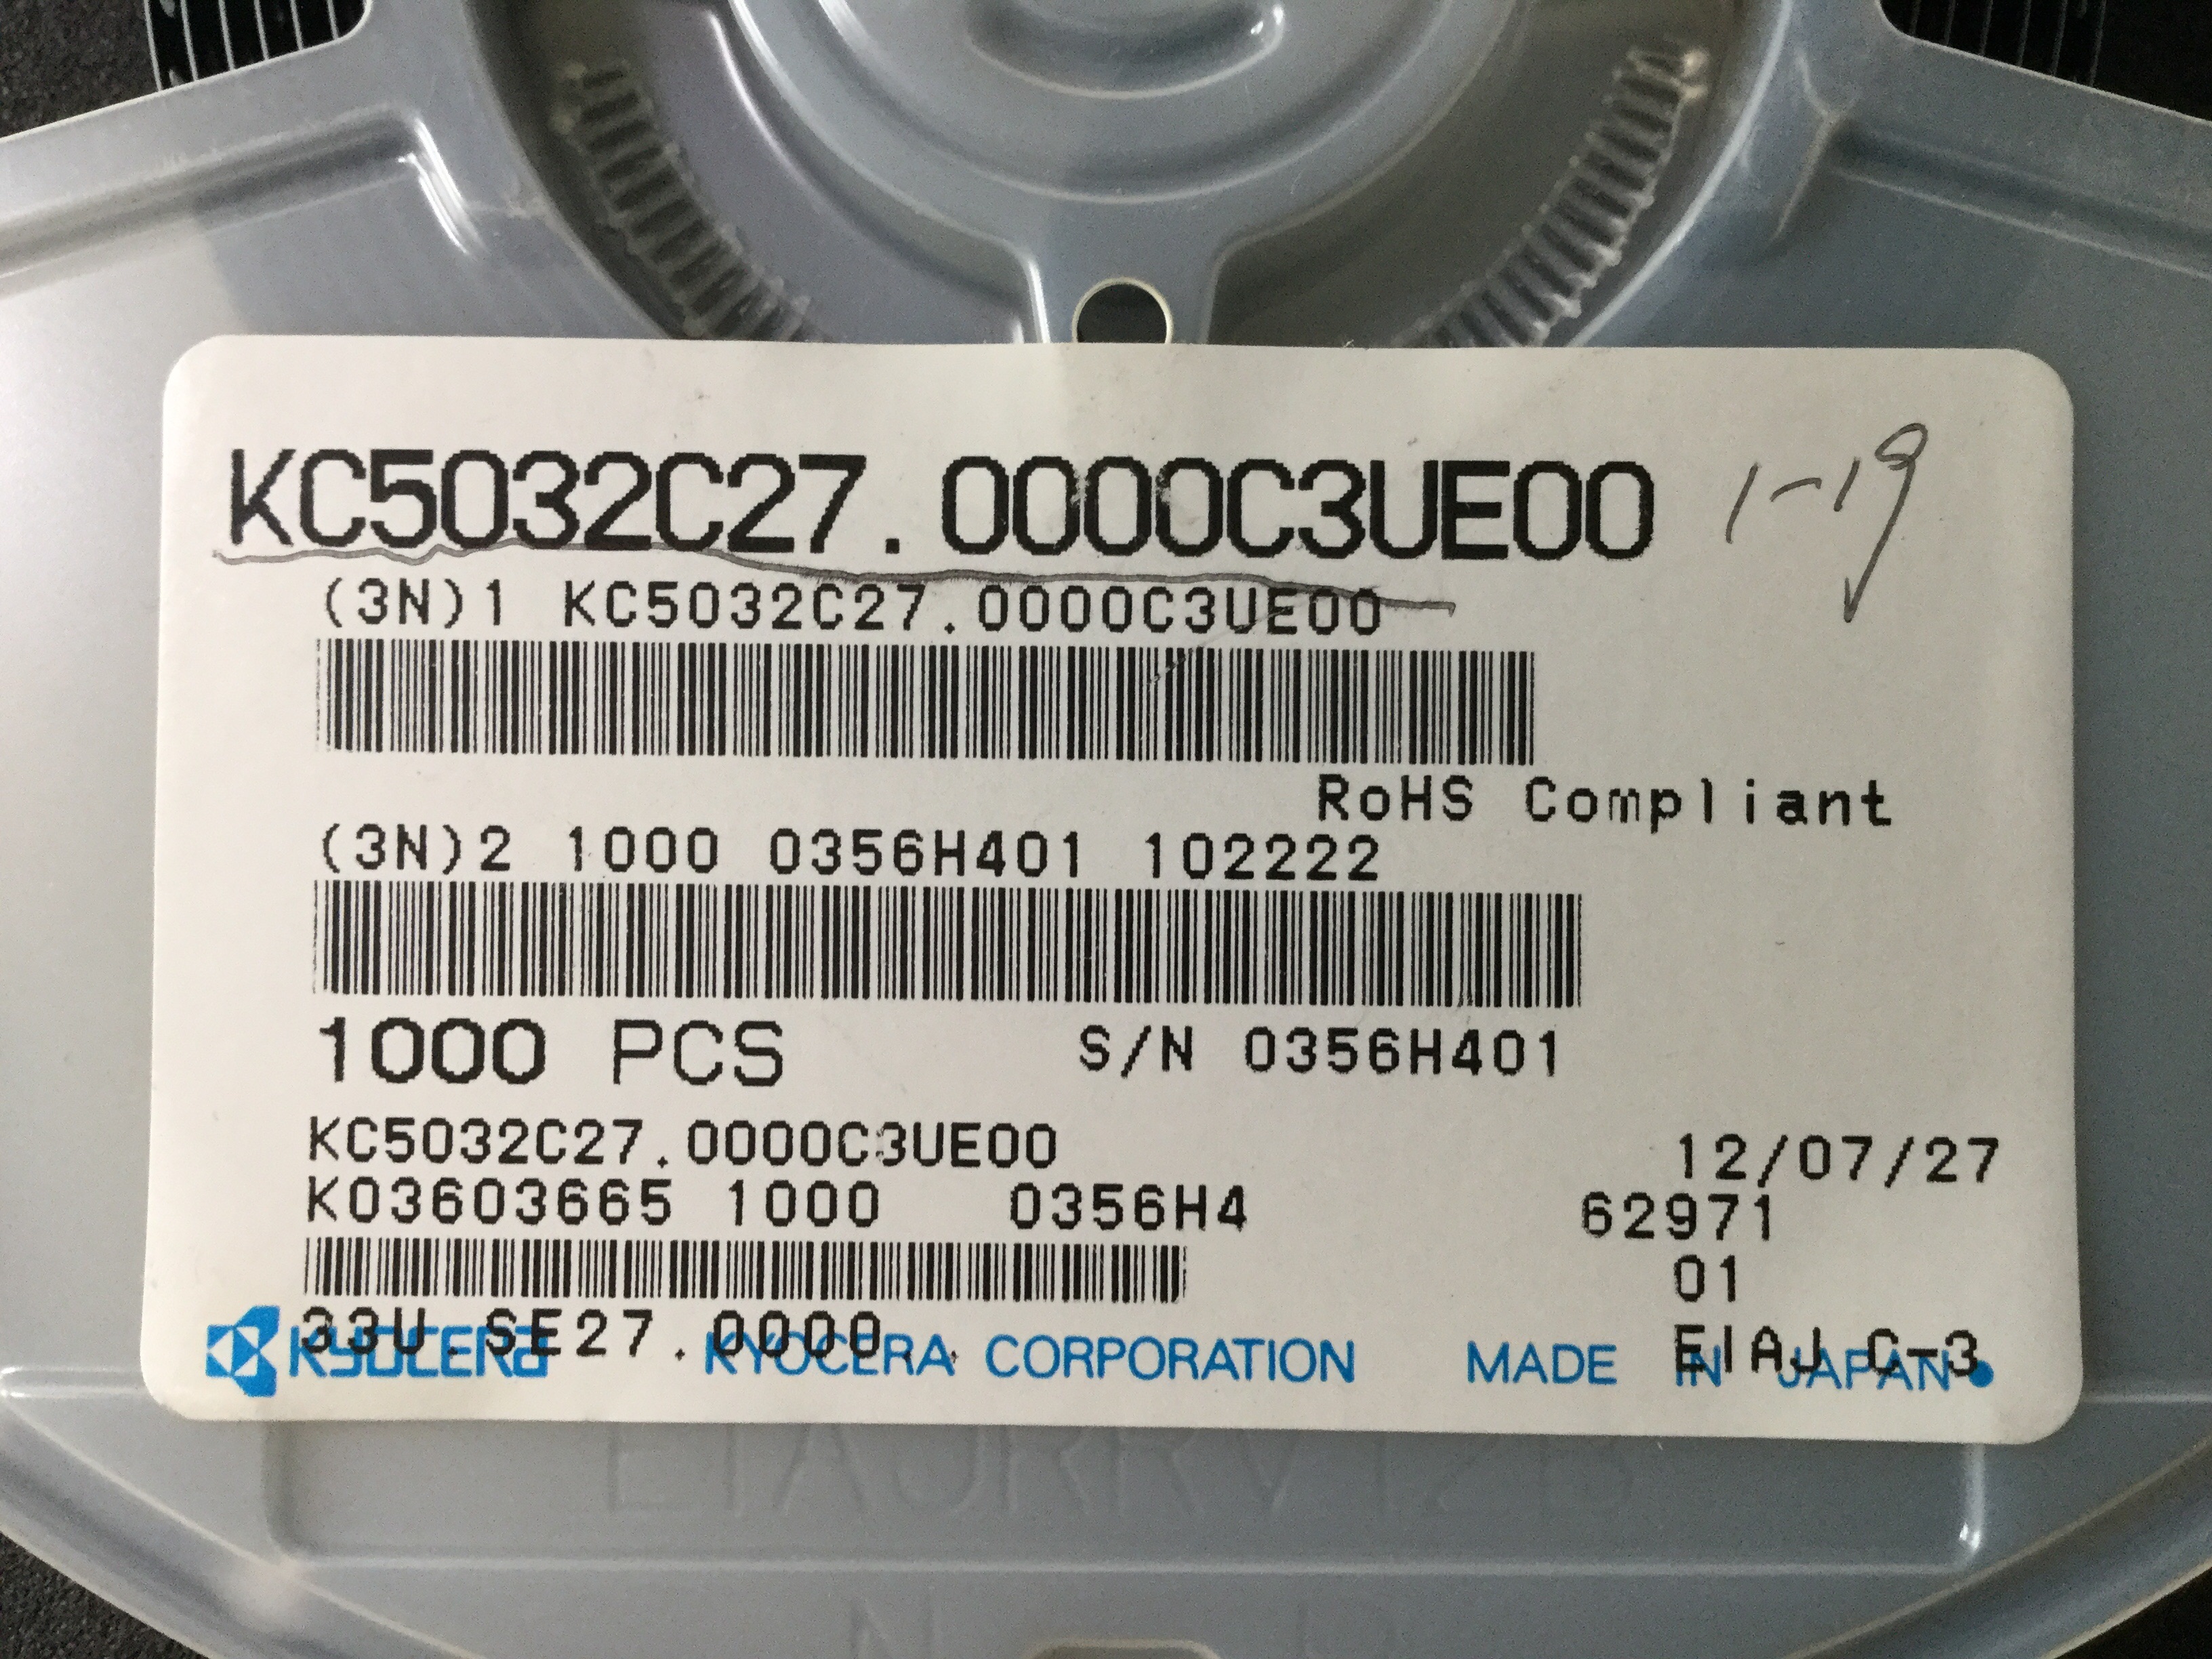 KC5032C27.0000C3UE00 1-19
(3N)1 KC5032C27.0000C3UE00
RoHS Compliant
(3N)2 1000 0356H401 102222
1000 PCS S/N 0356H401
KC5032C27.0000C3UE00 12/07/27
K03603665 1000 0356H4 62971
01
33U.SE27.0000. EIAJ C-3
KYOCERA KYOCERA CORPORATION MADE IN JAPAN
EIAJRRV12B